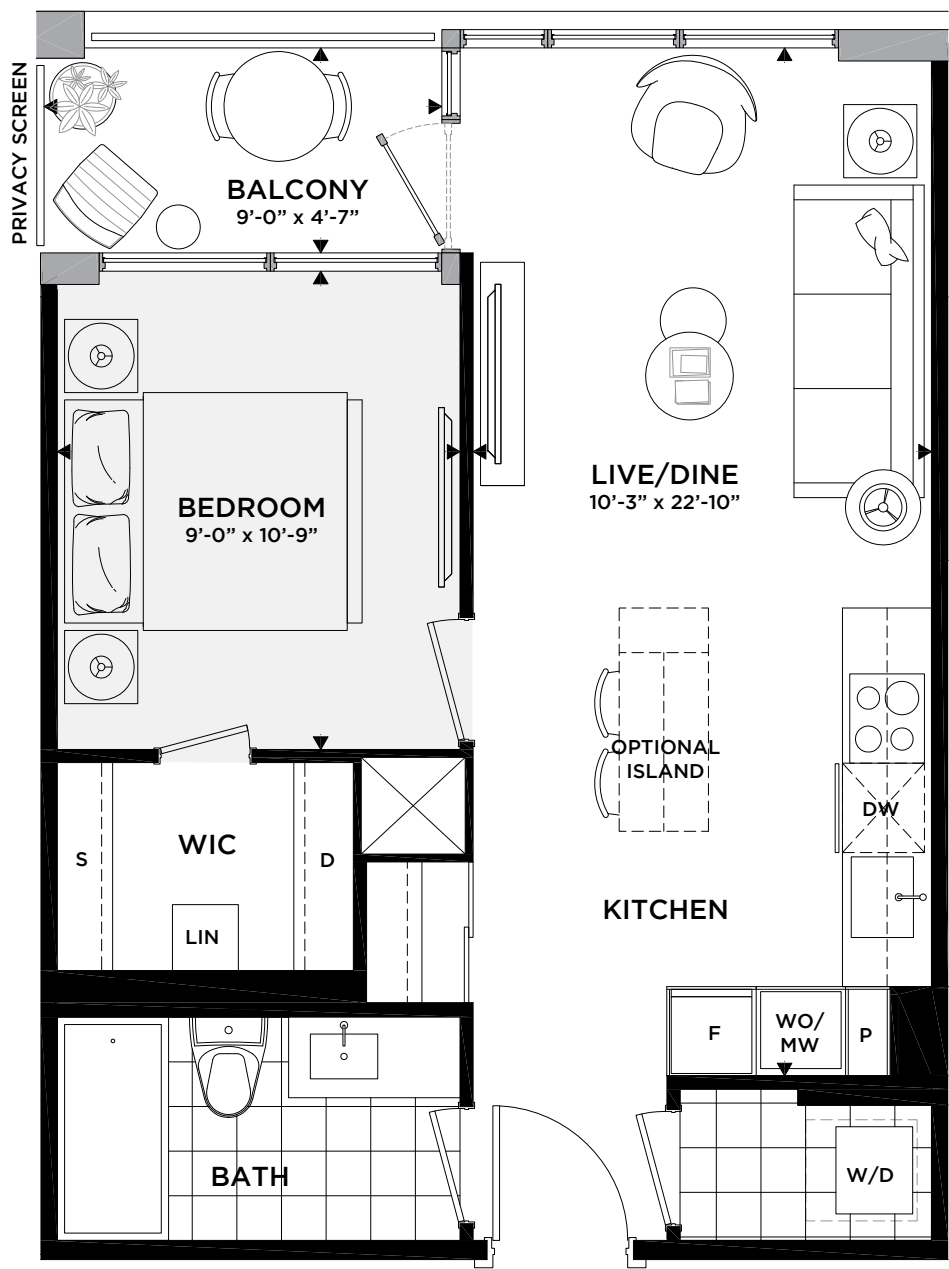 PRIVACY SCREEN
BALCONY
9'-0" x 4'-7"
LIVE/DINE
10'-3" x 22'-10"
BEDROOM
9'-0" x 10'-9"
OPTIONAL
ISLAND
DW
S
WIC
D
LIN
KITCHEN
F
WO/
MW
P
BATH
W/D